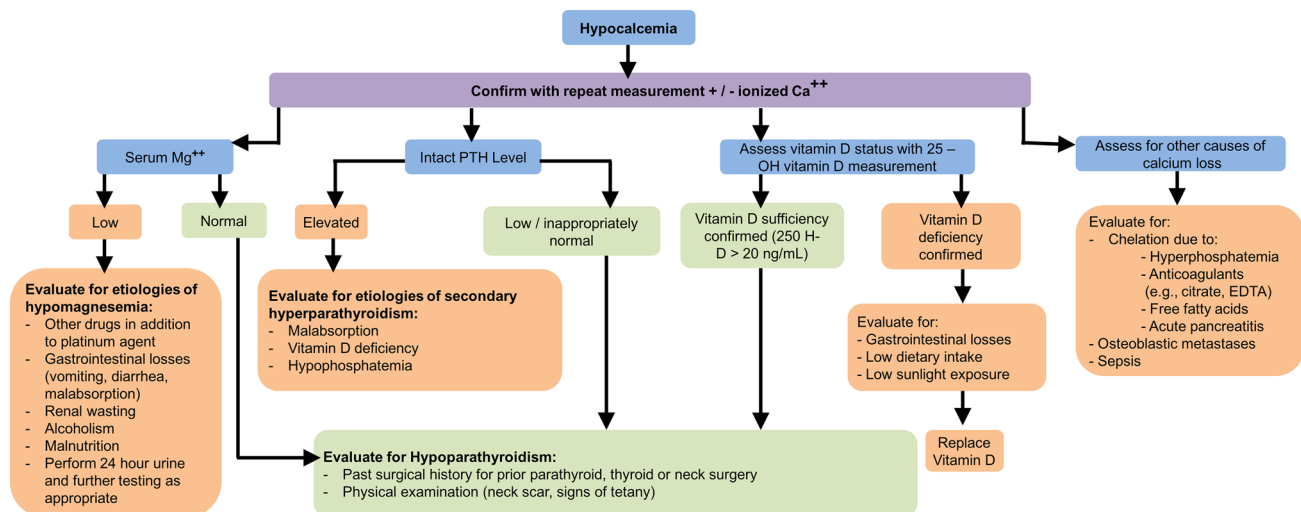 Hypocalcemia
Confirm with repeat measurement + / - ionized Ca++
Serum Mg++
Intact PTH Level
Assess vitamin D status with 25 –
OH vitamin D measurement
Assess for other causes of
calcium loss
Low
Normal
Elevated
Low / inappropriately
normal
Vitamin D sufficiency
confirmed (250 H-
D > 20 ng/mL)
Vitamin D
deficiency
confirmed
Evaluate for:
- Chelation due to:
- Hyperphosphatemia
- Anticoagulants
(e.g., citrate, EDTA)
- Free fatty acids
- Acute pancreatitis
- Osteoblastic metastases
- Sepsis
Evaluate for etiologies of
hypomagnesemia:
- Other drugs in addition
to platinum agent
- Gastrointestinal losses
(vomiting, diarrhea,
malabsorption)
- Renal wasting
- Alcoholism
- Malnutrition
- Perform 24 hour urine
and further testing as
appropriate
Evaluate for etiologies of secondary
hyperparathyroidism:
- Malabsorption
- Vitamin D deficiency
- Hypophosphatemia
Evaluate for:
- Gastrointestinal losses
- Low dietary intake
- Low sunlight exposure
Replace
Vitamin D
Evaluate for Hypoparathyroidism:
- Past surgical history for prior parathyroid, thyroid or neck surgery
- Physical examination (neck scar, signs of tetany)